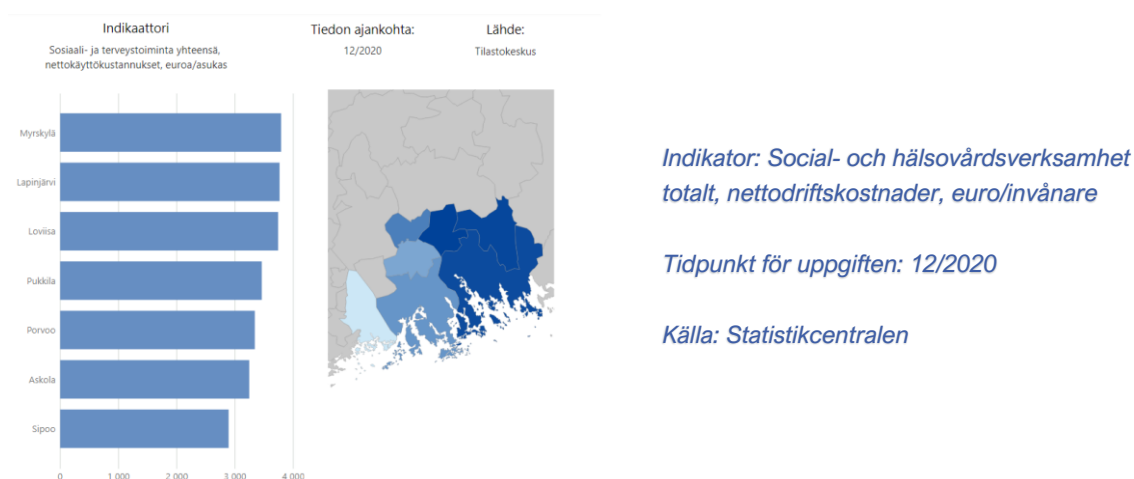 Indikaattori
Sosiaali- ja terveystoiminta yhteensä,
nettokäyttökustannukset, euroa/asukas
Tiedon ajankohta:
12/2020
Lähde:
Tilastokeskus
Myrskylä
Lapinjärvi
Loviisa
Pukkila
Porvoo
Askola
Sipoo
0
1 000
2 000
3 000
4 000
Indikator: Social- och hälsovårdsverksamhet
totalt, nettodriftskostnader, euro/invånare
Tidpunkt för uppgiften: 12/2020
Källa: Statistikcentralen